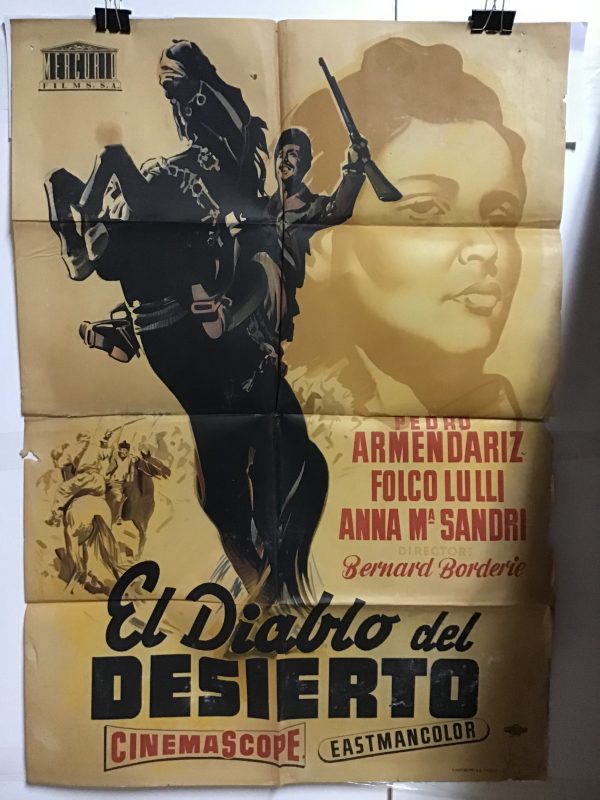 MERCURIO
FILMS. S.A.
PEDRO
ARMENDARIZ
FOLCO LULLI
ANNA Mª SANDRI
DIRECTOR:
Bernard Borderie
El Diablo del
DESIERTO
CINEMASCOPE
EASTMANCOLOR